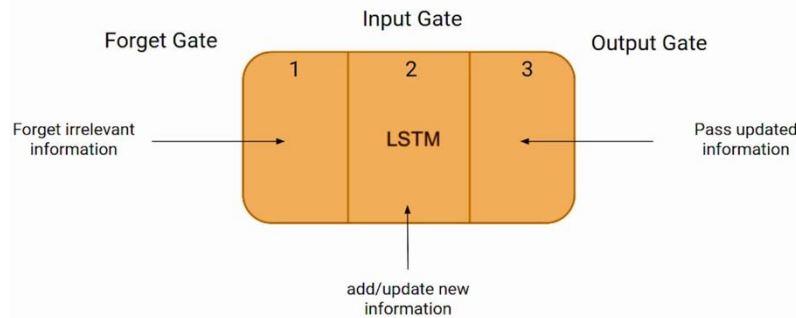 Input Gate
Forget Gate
Output Gate
1
2
3
Forget irrelevant
information
LSTM
Pass updated
information
add/update new
information